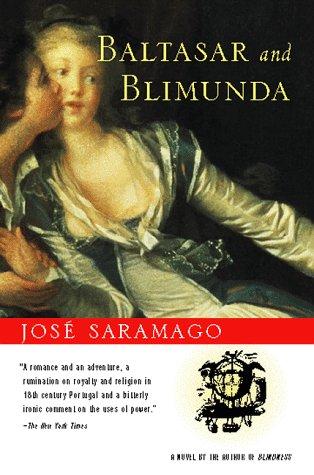 BALTASAR and
BLIMUNDA
JOSÉ SARAMAGO
"A romance and an adventure, a
rumination on royalty and religion in
18th century Portugal and a bitterly
ironic comment on the uses of power."
–The New York Times
A NOVEL BY THE AUTHOR OF BLINDNESS